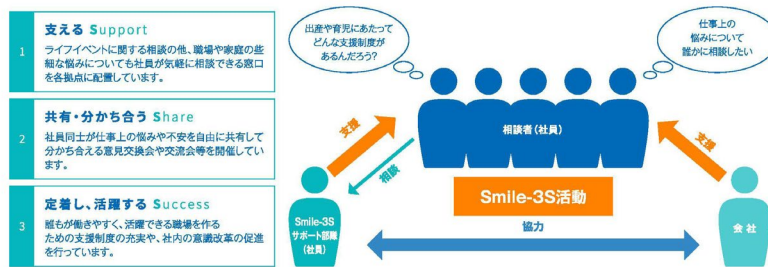 1
支える Support
ライフイベントに関する相談の他、職場や家庭の些
細な悩みについても社員が気軽に相談できる窓口
を各拠点に配置しています。
2
共有・分かち合う Share
社員同士が仕事上の悩みや不安を自由に共有して
分かち合える意見交換会や交流会等を開催してい
ます。
3
定着し、活躍する Success
誰もが働きやすく、活躍できる職場を作る
ための支援制度の充実や、社内の意識改革の促進
を行っています。
出産や育児にあたって
どんな支援制度が
あるんだろう?
仕事上の
悩みについて
誰かに相談したい
相談者(社員)
支援
相談
支援
Smile-3S活動
Smile-3S
サポート部隊
(社員)
協力
会社